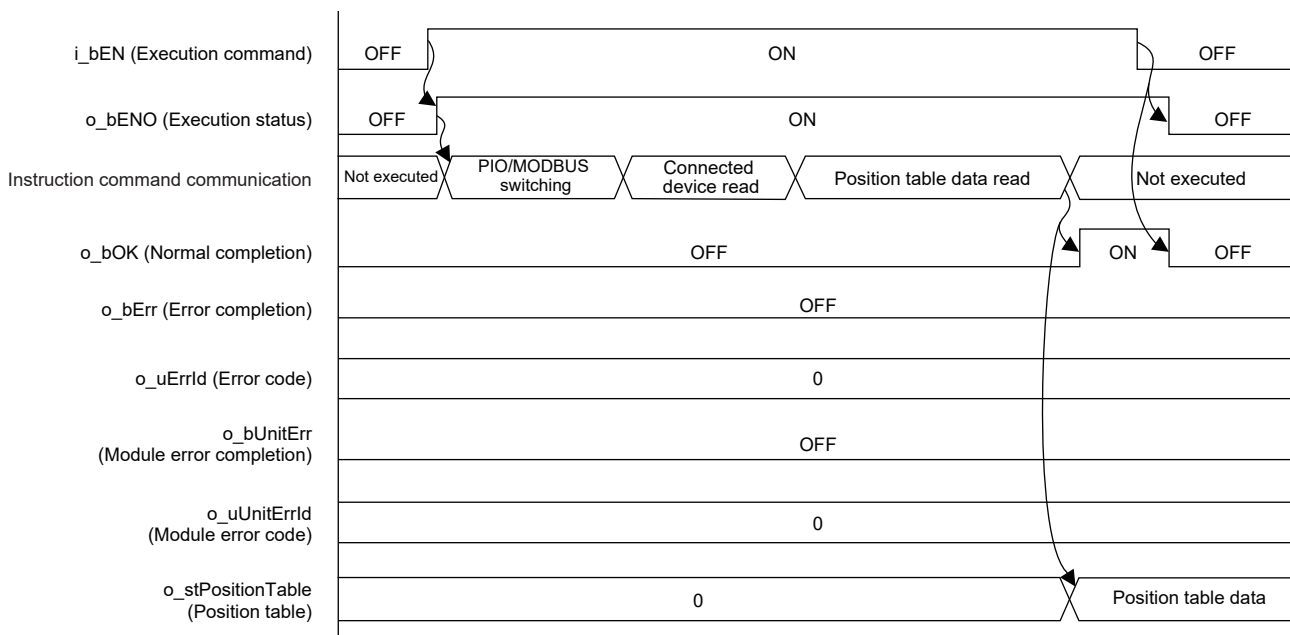 i_bEN (Execution command) OFF ON OFF
o_bENO (Execution status) OFF ON OFF
Instruction command communication Not executed PIO/MODBUS switching Connected device read Position table data read Not executed
o_bOK (Normal completion) OFF ON OFF
o_bErr (Error completion) OFF
o_uErrId (Error code) 0
o_bUnitErr
(Module error completion) OFF
o_uUnitErrId
(Module error code) 0
o_stPositionTable
(Position table) 0 Position table data